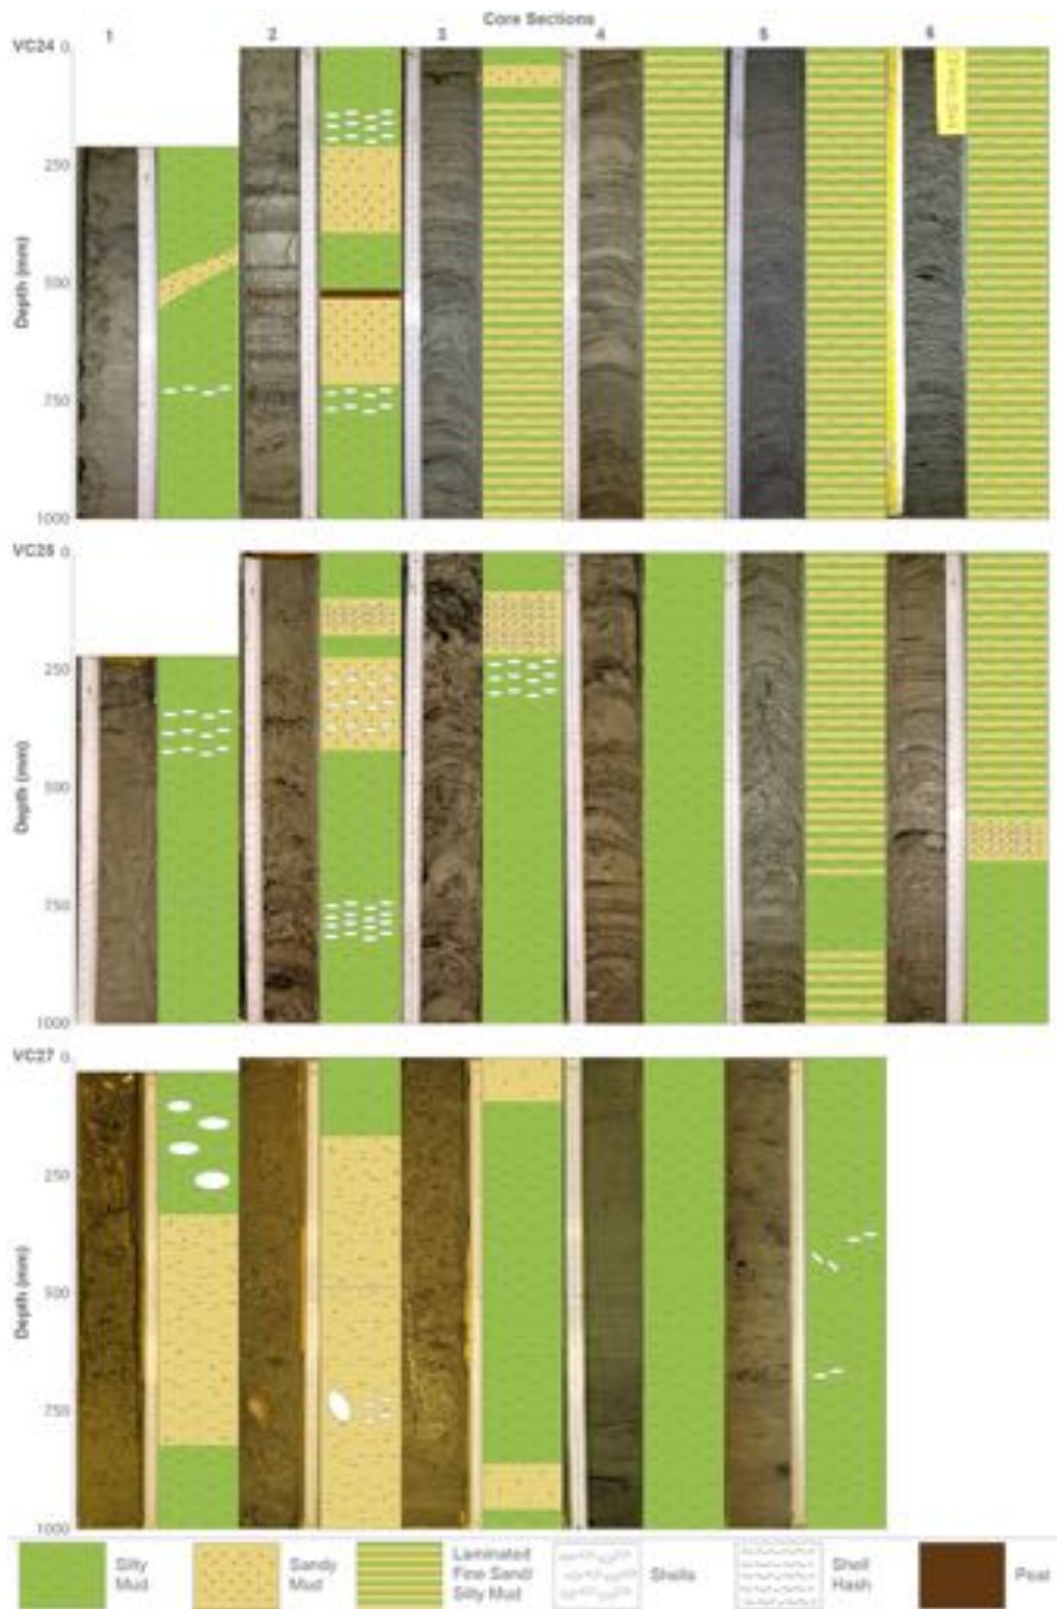 Core Sections
1 2 3 4 5 6
VC24 0
250
500
750
1000
Depth (mm)
VC25 0
250
500
750
1000
Depth (mm)
VC27 0
250
500
750
1000
Depth (mm)
Silty
Mud
Sandy
Mud
Laminated
Fine Sand/
Silty Mud
Shells
Shell
Hash
Peat